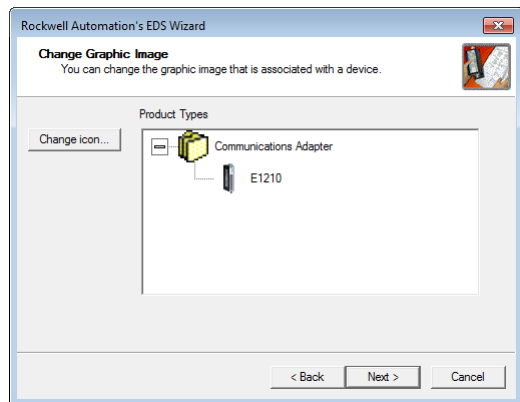 Rockwell Automation's EDS Wizard
Change Graphic Image
You can change the graphic image that is associated with a device.
Product Types
Change icon...
Communications Adapter
E1210
< Back
Next >
Cancel